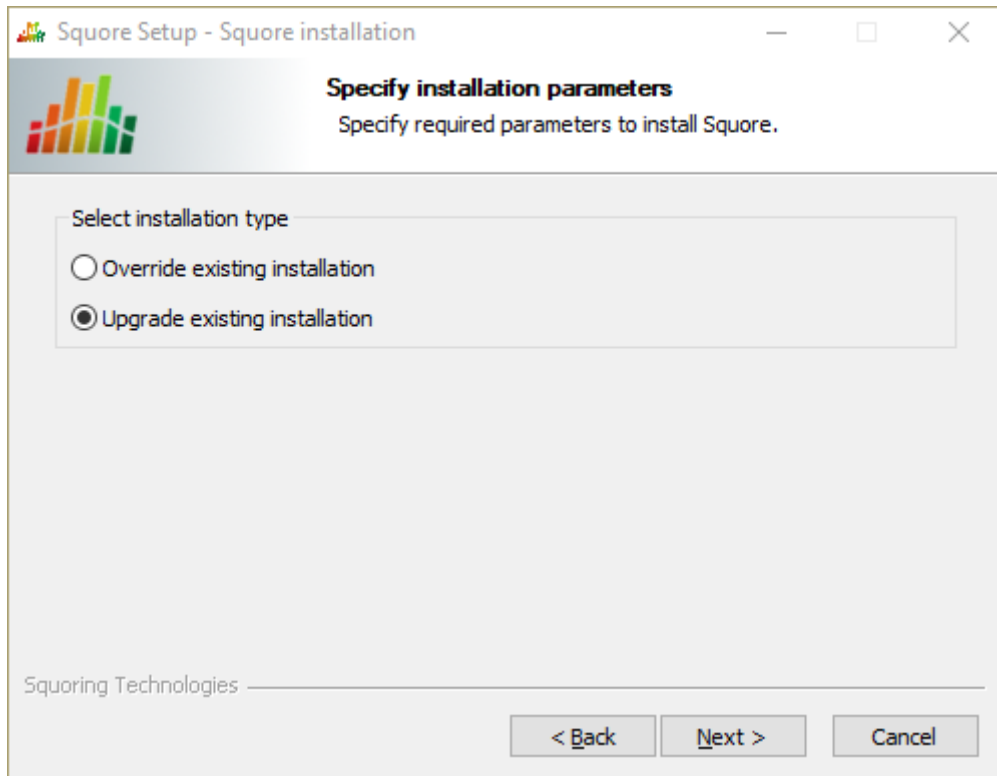 Squore Setup - Squore installation
Specify installation parameters
Specify required parameters to install Squore.
Select installation type
Override existing installation
Upgrade existing installation
Squoring Technologies
< Back
Next >
Cancel